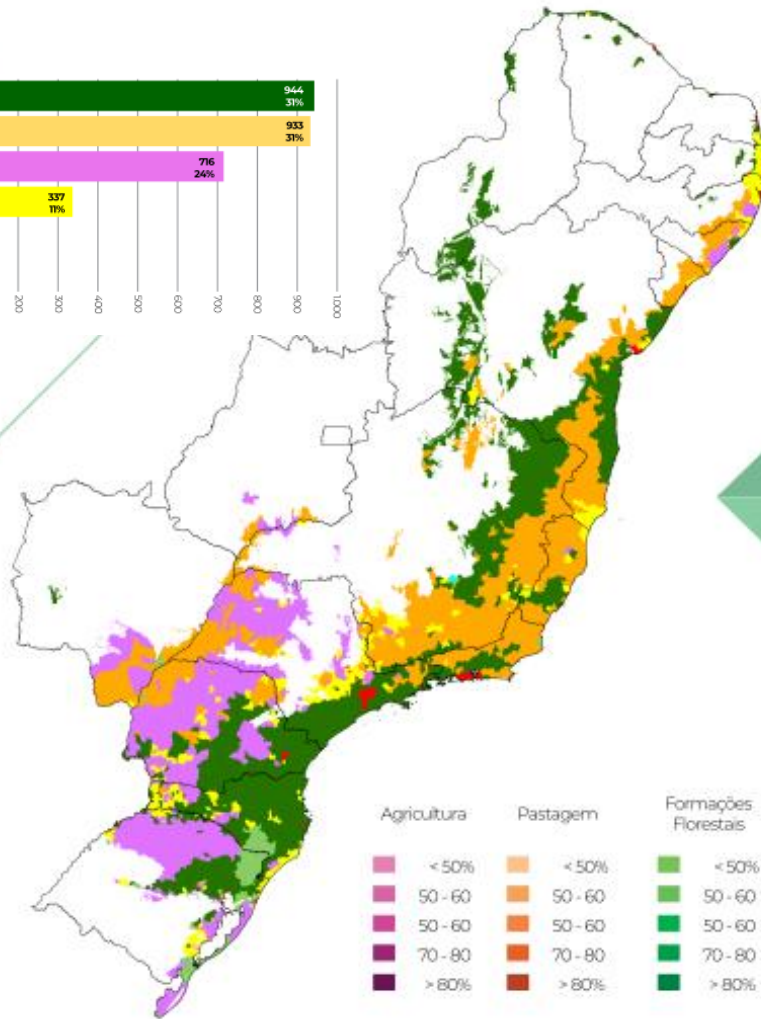 944
31%
933
31%
716
24%
337
11%
200
300
400
500
600
700
800
900
1000
Agricultura
< 50%
50 - 60
50 - 60
70 - 80
> 80%
Pastagem
< 50%
50 - 60
50 - 60
70 - 80
> 80%
Formações
Florestais
< 50%
50 - 60
50 - 60
70 - 80
> 80%